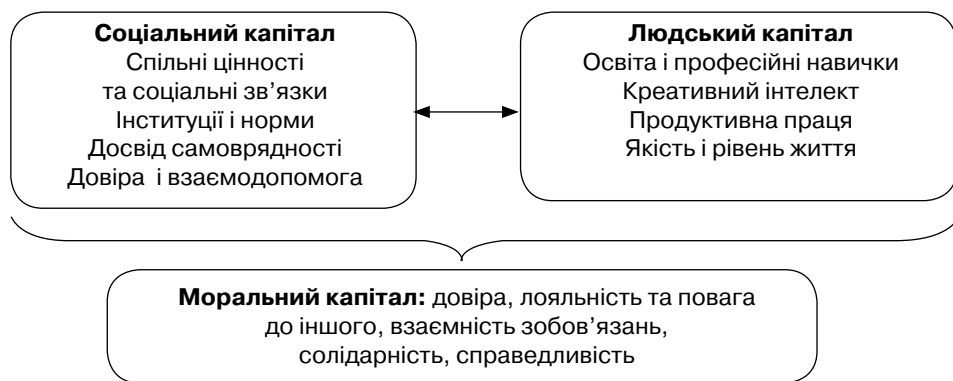 Соціальний капітал
Спільні цінності
та соціальні зв’язки
Інституції і норми
Досвід самоврядності
Довіра і взаємодопомога
Людський капітал
Освіта і професійні навички
Креативний інтелект
Продуктивна праця
Якість і рівень життя
Моральний капітал: довіра, лояльність та повага
до іншого, взаємність зобов’язань,
солідарність, справедливість